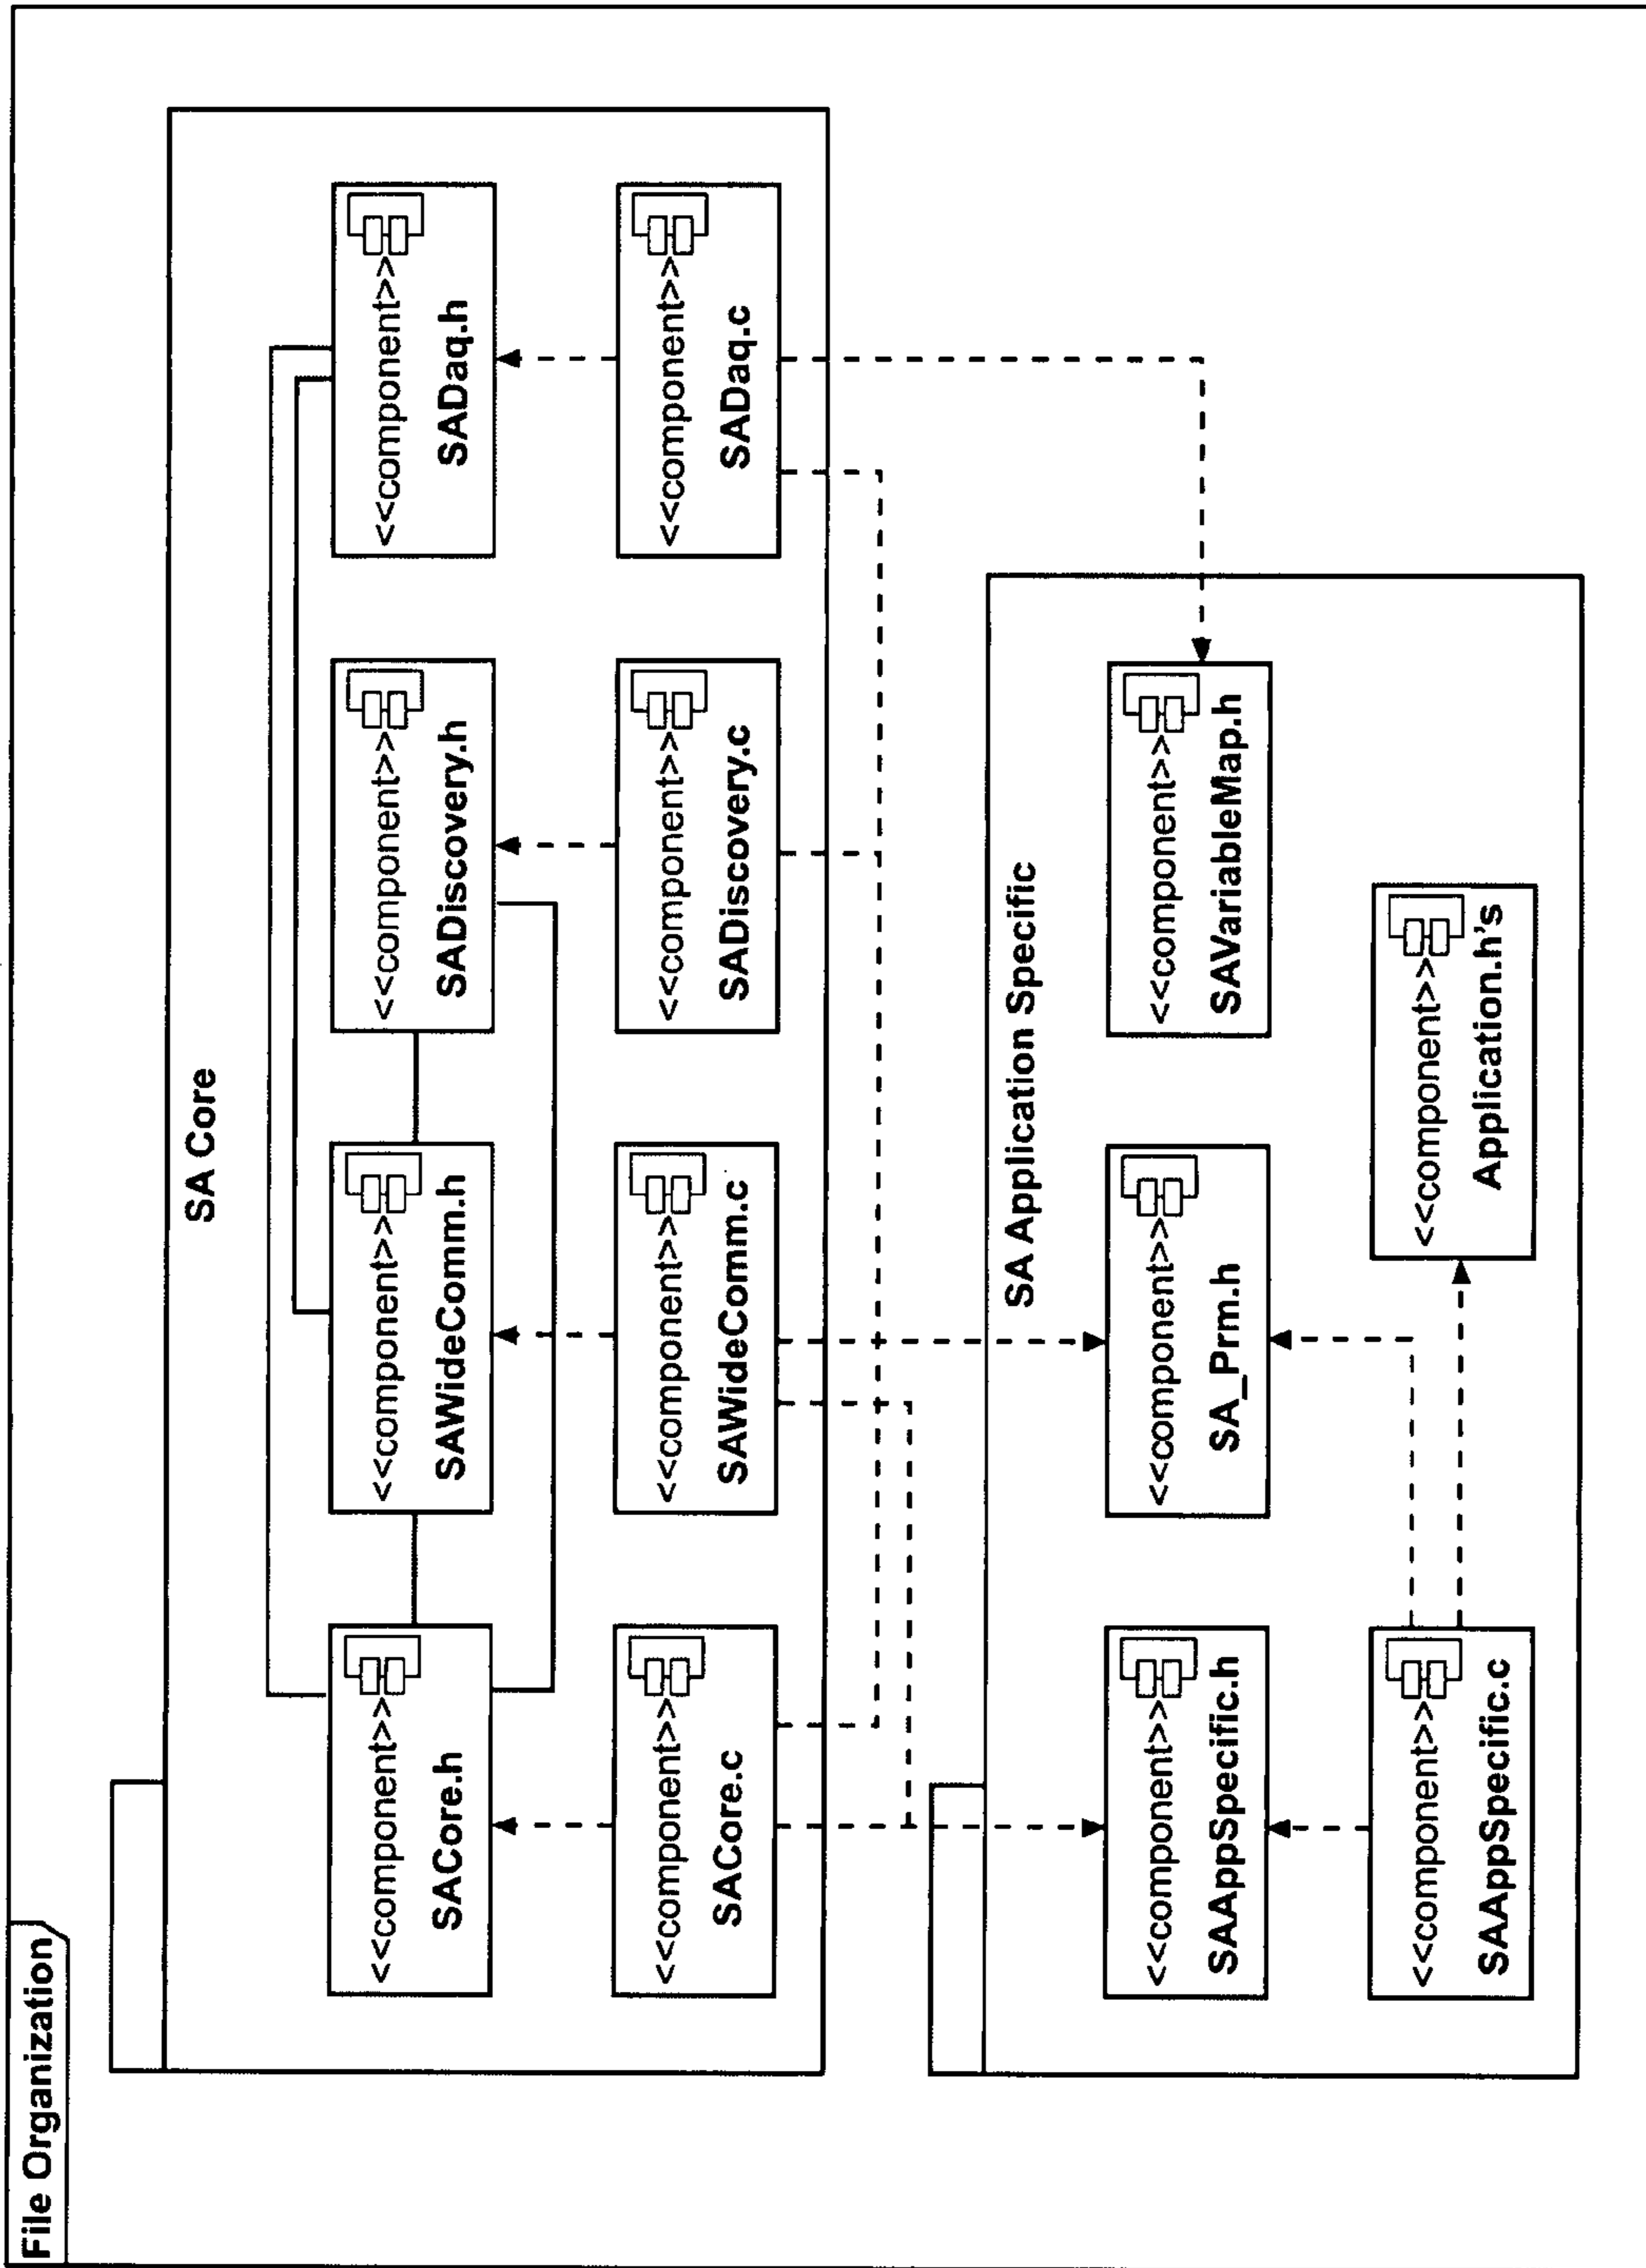 File Organization
SA Core
<<component>>
SACore.h
<<component>>
SAWideComm.h
<<component>>
SADiscovery.h
<<component>>
SADaq.h
<<component>>
SACore.c
<<component>>
SAWideComm.c
<<component>>
SADiscovery.c
<<component>>
SADaq.c
SA Application Specific
<<component>>
SAAppSpecific.h
<<component>>
SA_Prm.h
<<component>>
SAVariableMap.h
<<component>>
SAAppSpecific.c
<<component>>
Application.h's